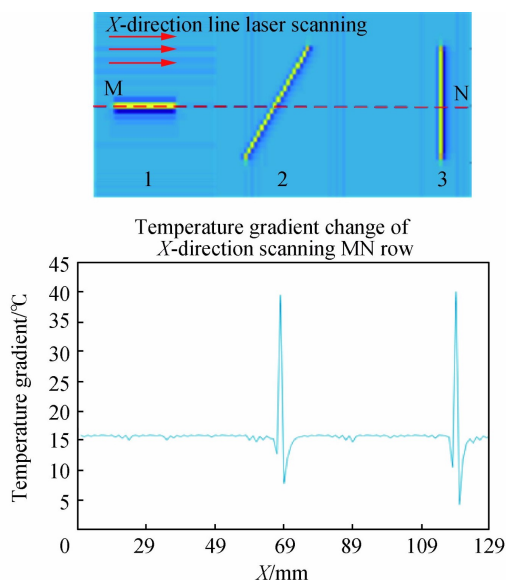 X-direction line laser scanning
M
N
1
2
3
Temperature gradient change of
X-direction scanning MN row
Temperature gradient/℃
45
40
35
30
25
20
15
10
5
0
29
49
69
89
109
129
X/mm